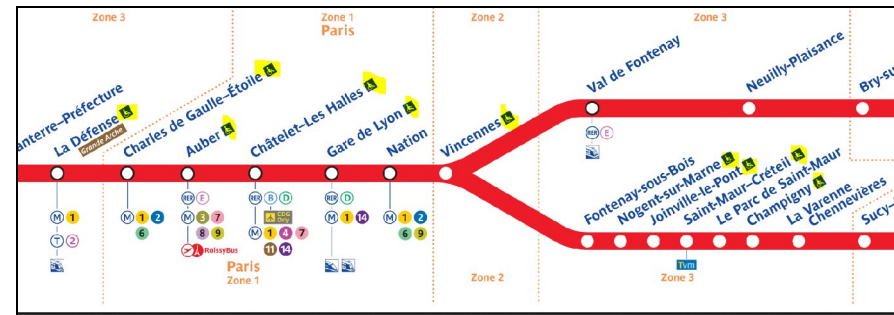 Zone 3
Zone 1
Paris
Zone 2
Zone 3
anterre–Préfecture
La Défense
Grande Arche
Charles de Gaulle–Étoile
Auber
Châtelet–Les Halles
Gare de Lyon
Nation
Vincennes
Val de Fontenay
Neuilly–Plaisance
Bry-su
RER E
Fontenay-sous-Bois
Nogent-sur-Marne
Joinville-le-Pont
Saint-Maur–Créteil
Le Parc de Saint-Maur
Champigny
La Varenne
Chennevières
Sucy–
M 1
T 2
M 1 2
6
RER E
M 3 7
8 9
RoissyBus
RER B D
CDG
Orly
M 1 4 7
11 14
RER D
M 1 14
M 1 2
6 9
Tvm
Paris
Zone 1
Zone 2
Zone 3